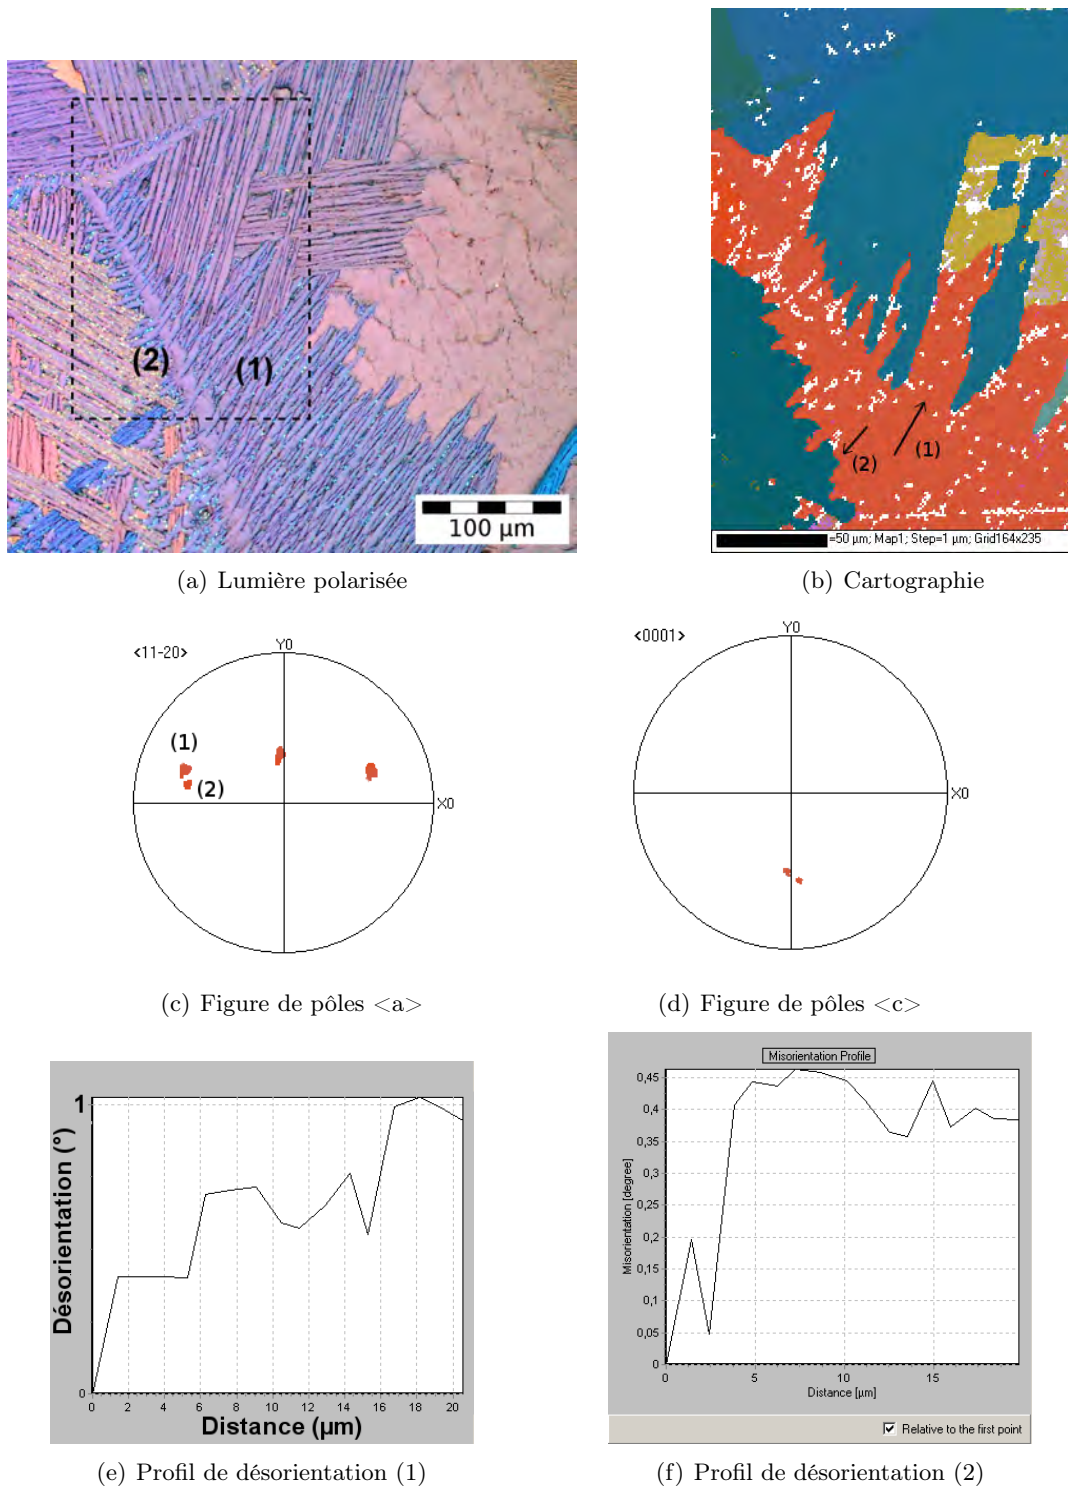 (2)
(1)
100 µm
(1)
(2)
=50 µm; Map1; Step=1 µm; Grid164x235
(a) Lumière polarisée
(b) Cartographie
<11-20>
Y0
(1)
(2)
X0
<0001>
Y0
X0
(c) Figure de pôles <a>
(d) Figure de pôles <c>
1
0
Désorientation (°)
0 2 4 6 8 10 12 14 16 18 20
Distance (µm)
Misorientation Profile
0,45
0,4
0,35
0,3
0,25
0,2
0,15
0,1
0,05
0
Misorientation [degree]
0 5 10 15
Distance [µm]
Relative to the first point
(e) Profil de désorientation (1)
(f) Profil de désorientation (2)